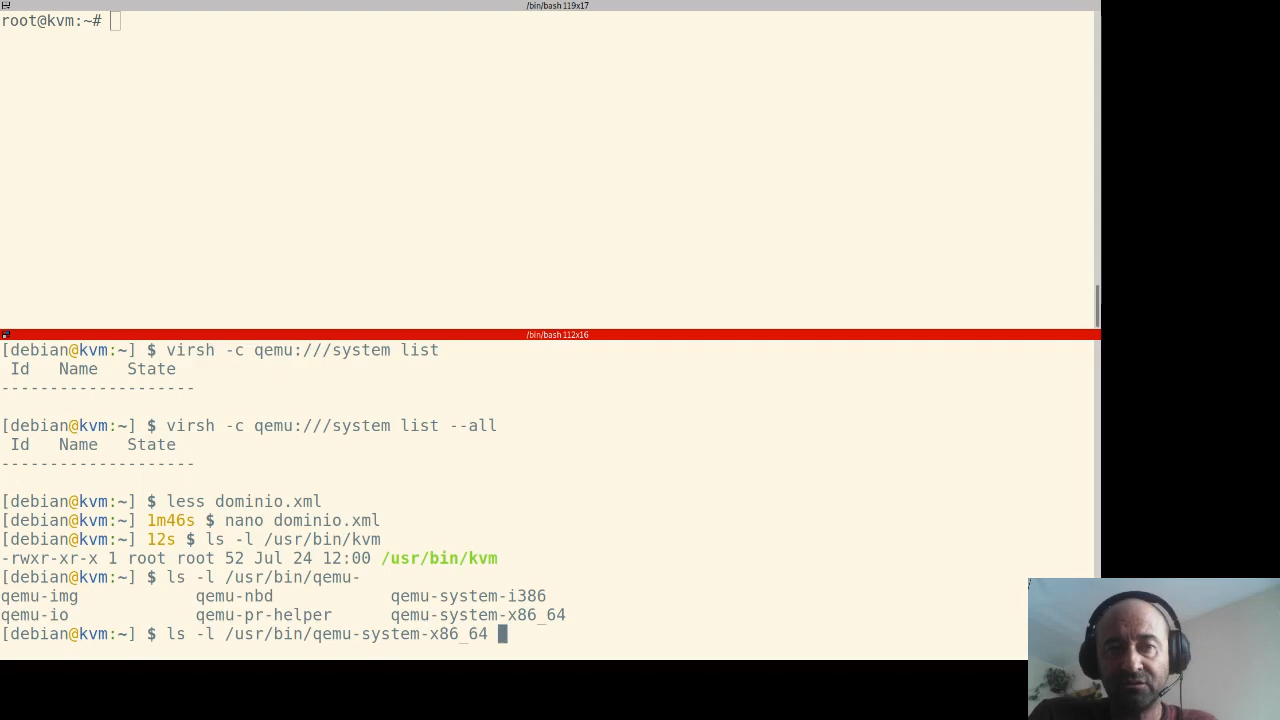 /bin/bash 119x17
root@kvm:~#
/bin/bash 112x16
[debian@kvm:~] $ virsh -c qemu:///system list
 Id   Name   State
--------------------
[debian@kvm:~] $ virsh -c qemu:///system list --all
 Id   Name   State
--------------------
[debian@kvm:~] $ less dominio.xml
[debian@kvm:~] 1m46s $ nano dominio.xml
[debian@kvm:~] 12s $ ls -l /usr/bin/kvm
-rwxr-xr-x 1 root root 52 Jul 24 12:00 /usr/bin/kvm
[debian@kvm:~] $ ls -l /usr/bin/qemu-
qemu-img            qemu-nbd            qemu-system-i386
qemu-io             qemu-pr-helper      qemu-system-x86_64
[debian@kvm:~] $ ls -l /usr/bin/qemu-system-x86_64